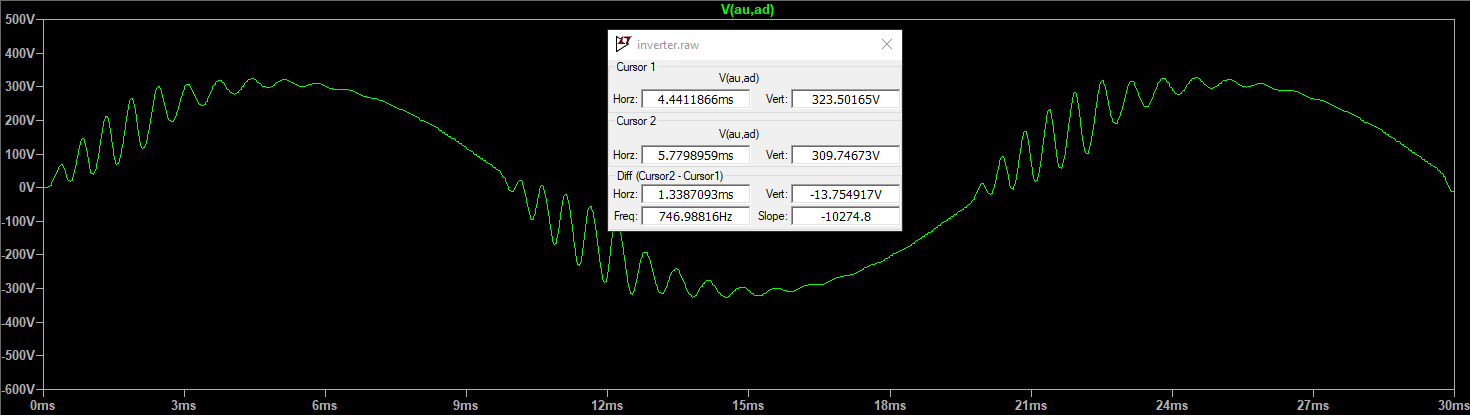 V(au,ad)
500V
400V
300V
200V
100V
0V
-100V
-200V
-300V
-400V
-500V
-600V
0ms 3ms 6ms 9ms 12ms 15ms 18ms 21ms 24ms 27ms 30ms
inverter.raw
Cursor 1
V(au,ad)
Horz: 4.4411866ms Vert: 323.50165V
Cursor 2
V(au,ad)
Horz: 5.7798959ms Vert: 309.74673V
Diff (Cursor2 - Cursor1)
Horz: 1.3387093ms Vert: -13.754917V
Freq: 746.98816Hz Slope: -10274.8